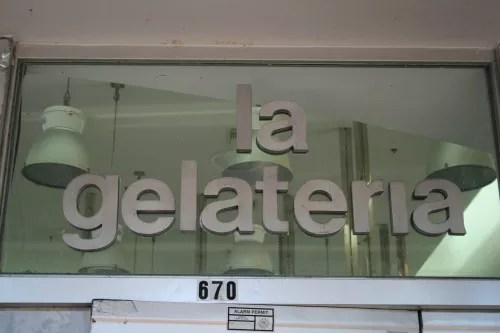 la
gelateria
670
ALARM PERMIT